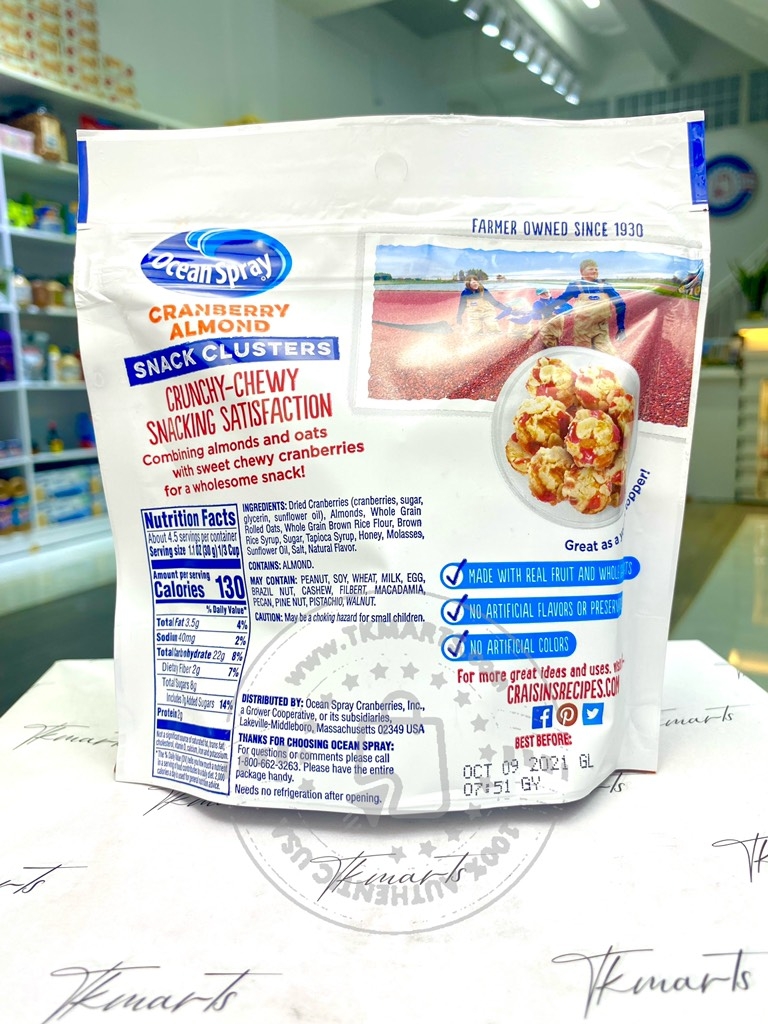 FARMER OWNED SINCE 1930
Ocean Spray
CRANBERRY
ALMOND
SNACK CLUSTERS
CRUNCHY-CHEWY
SNACKING SATISFACTION
Combining almonds and oats
with sweet chewy cranberries
for a wholesome snack!
Nutrition Facts
About 4.5 servings per container
Serving size 1.1 OZ (30 g) 1/3 Cup
Amount per serving
Calories 130
% Daily Value*
Total Fat 3.5g 4%
Sodium 40mg 2%
Total Carbohydrate 22g 8%
Dietary Fiber 2g 7%
Total Sugars 8g
Includes 7g Added Sugars 14%
Protein 2g
INGREDIENTS: Dried Cranberries (cranberries, sugar,
glycerin, sunflower oil), Almonds, Whole Grain
Rolled Oats, Whole Grain Brown Rice Flour, Brown
Rice Syrup, Sugar, Tapioca Syrup, Honey, Molasses,
Sunflower Oil, Salt, Natural Flavor.
CONTAINS: ALMOND.
MAY CONTAIN: PEANUT, SOY, WHEAT, MILK, EGG,
BRAZIL NUT, CASHEW, FILBERT, MACADAMIA,
PECAN, PINE NUT, PISTACHIO, WALNUT.
CAUTION: May be a choking hazard for small children.
DISTRIBUTED BY: Ocean Spray Cranberries, Inc.,
a Grower Cooperative, or its subsidiaries,
Lakeville-Middleboro, Massachusetts 02349 USA
THANKS FOR CHOOSING OCEAN SPRAY:
For questions or comments please call
1-800-662-3263. Please have the entire
package handy.
Needs no refrigeration after opening.
Great as a
opper!
MADE WITH REAL FRUIT AND WHOLE
NO ARTIFICIAL FLAVORS OR PRESERV
NO ARTIFICIAL COLORS
For more great ideas and uses, visit
CRAISINSRECIPES.COM
BEST BEFORE:
OCT 09 2021 GL
07:51 GY
WWW.TKMARTS.COM
100% AUTHENTIC USA
Tkmarts
Tkmarts
Tkmarts
Tkmarts